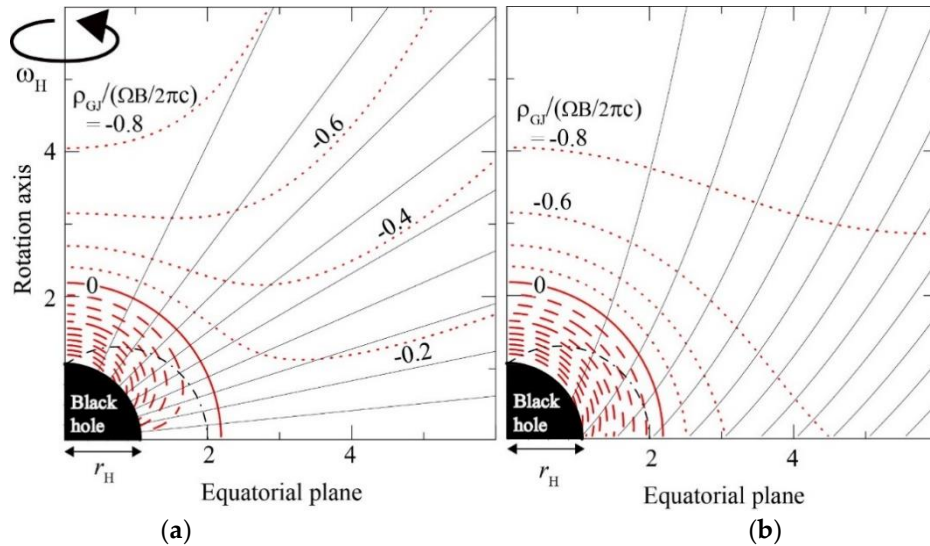 ω_H
ρ_GJ/(ΩB/2πc)
= -0.8
-0.6
-0.4
-0.2
0
4
2
Rotation axis
Black
hole
r_H
2
4
Equatorial plane
(a)
6
ρ_GJ/(ΩB/2πc)
= -0.8
-0.6
0
Black
hole
r_H
2
4
6
Equatorial plane
(b)